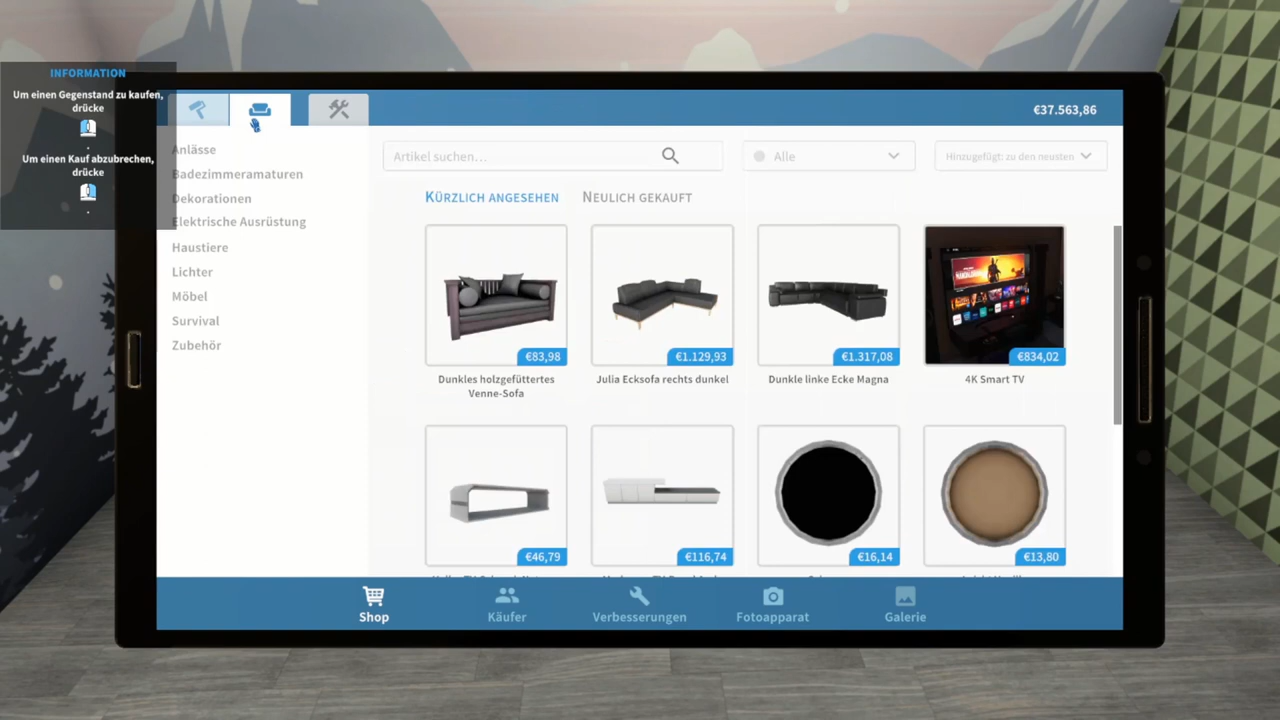 INFORMATION
Um einen Gegenstand zu kaufen,
drücke
.
Um einen Kauf abzubrechen,
drücke
.
€37.563,86
Anlässe
Badezimmeramaturen
Dekorationen
Elektrische Ausrüstung
Haustiere
Lichter
Möbel
Survival
Zubehör
Artikel suchen...
Alle
Hinzugefügt: zu den neusten
KÜRZLICH ANGESEHEN
NEULICH GEKAUFT
€83,98
€1.129,93
€1.317,08
€834,02
Dunkles holzgefüttertes
Venne-Sofa
Julia Ecksofa rechts dunkel
Dunkle linke Ecke Magna
4K Smart TV
€46,79
€116,74
€16,14
€13,80
Shop
Käufer
Verbesserungen
Fotoapparat
Galerie